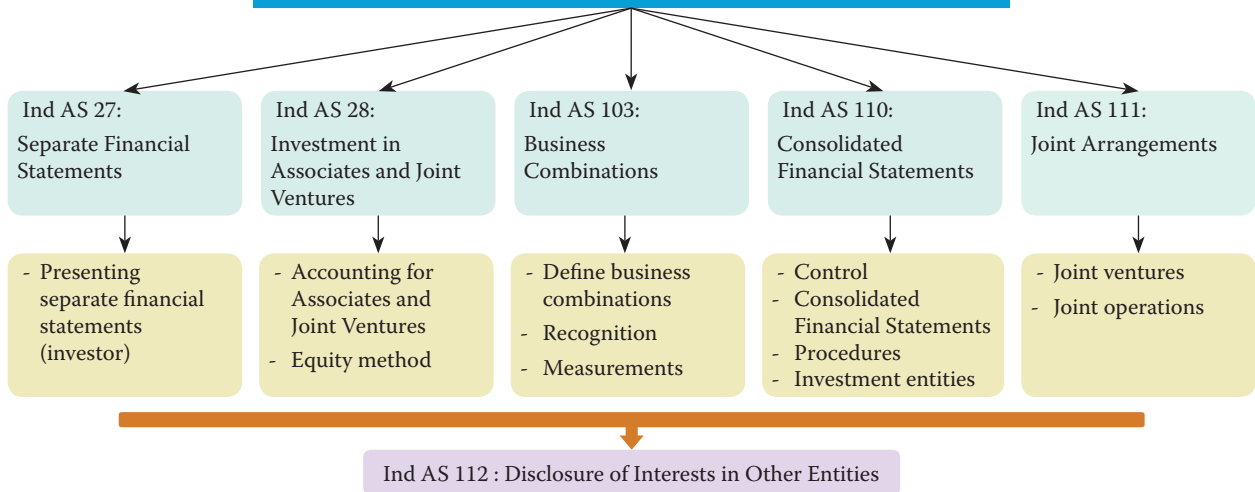 Ind AS 27:
Separate Financial
Statements
Ind AS 28:
Investment in
Associates and Joint
Ventures
Ind AS 103:
Business
Combinations
Ind AS 110:
Consolidated
Financial Statements
Ind AS 111:
Joint Arrangements
- Presenting
separate financial
statements
(investor)
- Accounting for
Associates and
Joint Ventures
- Equity method
- Define business
combinations
- Recognition
- Measurements
- Control
- Consolidated
Financial Statements
- Procedures
- Investment entities
- Joint ventures
- Joint operations
Ind AS 112 : Disclosure of Interests in Other Entities